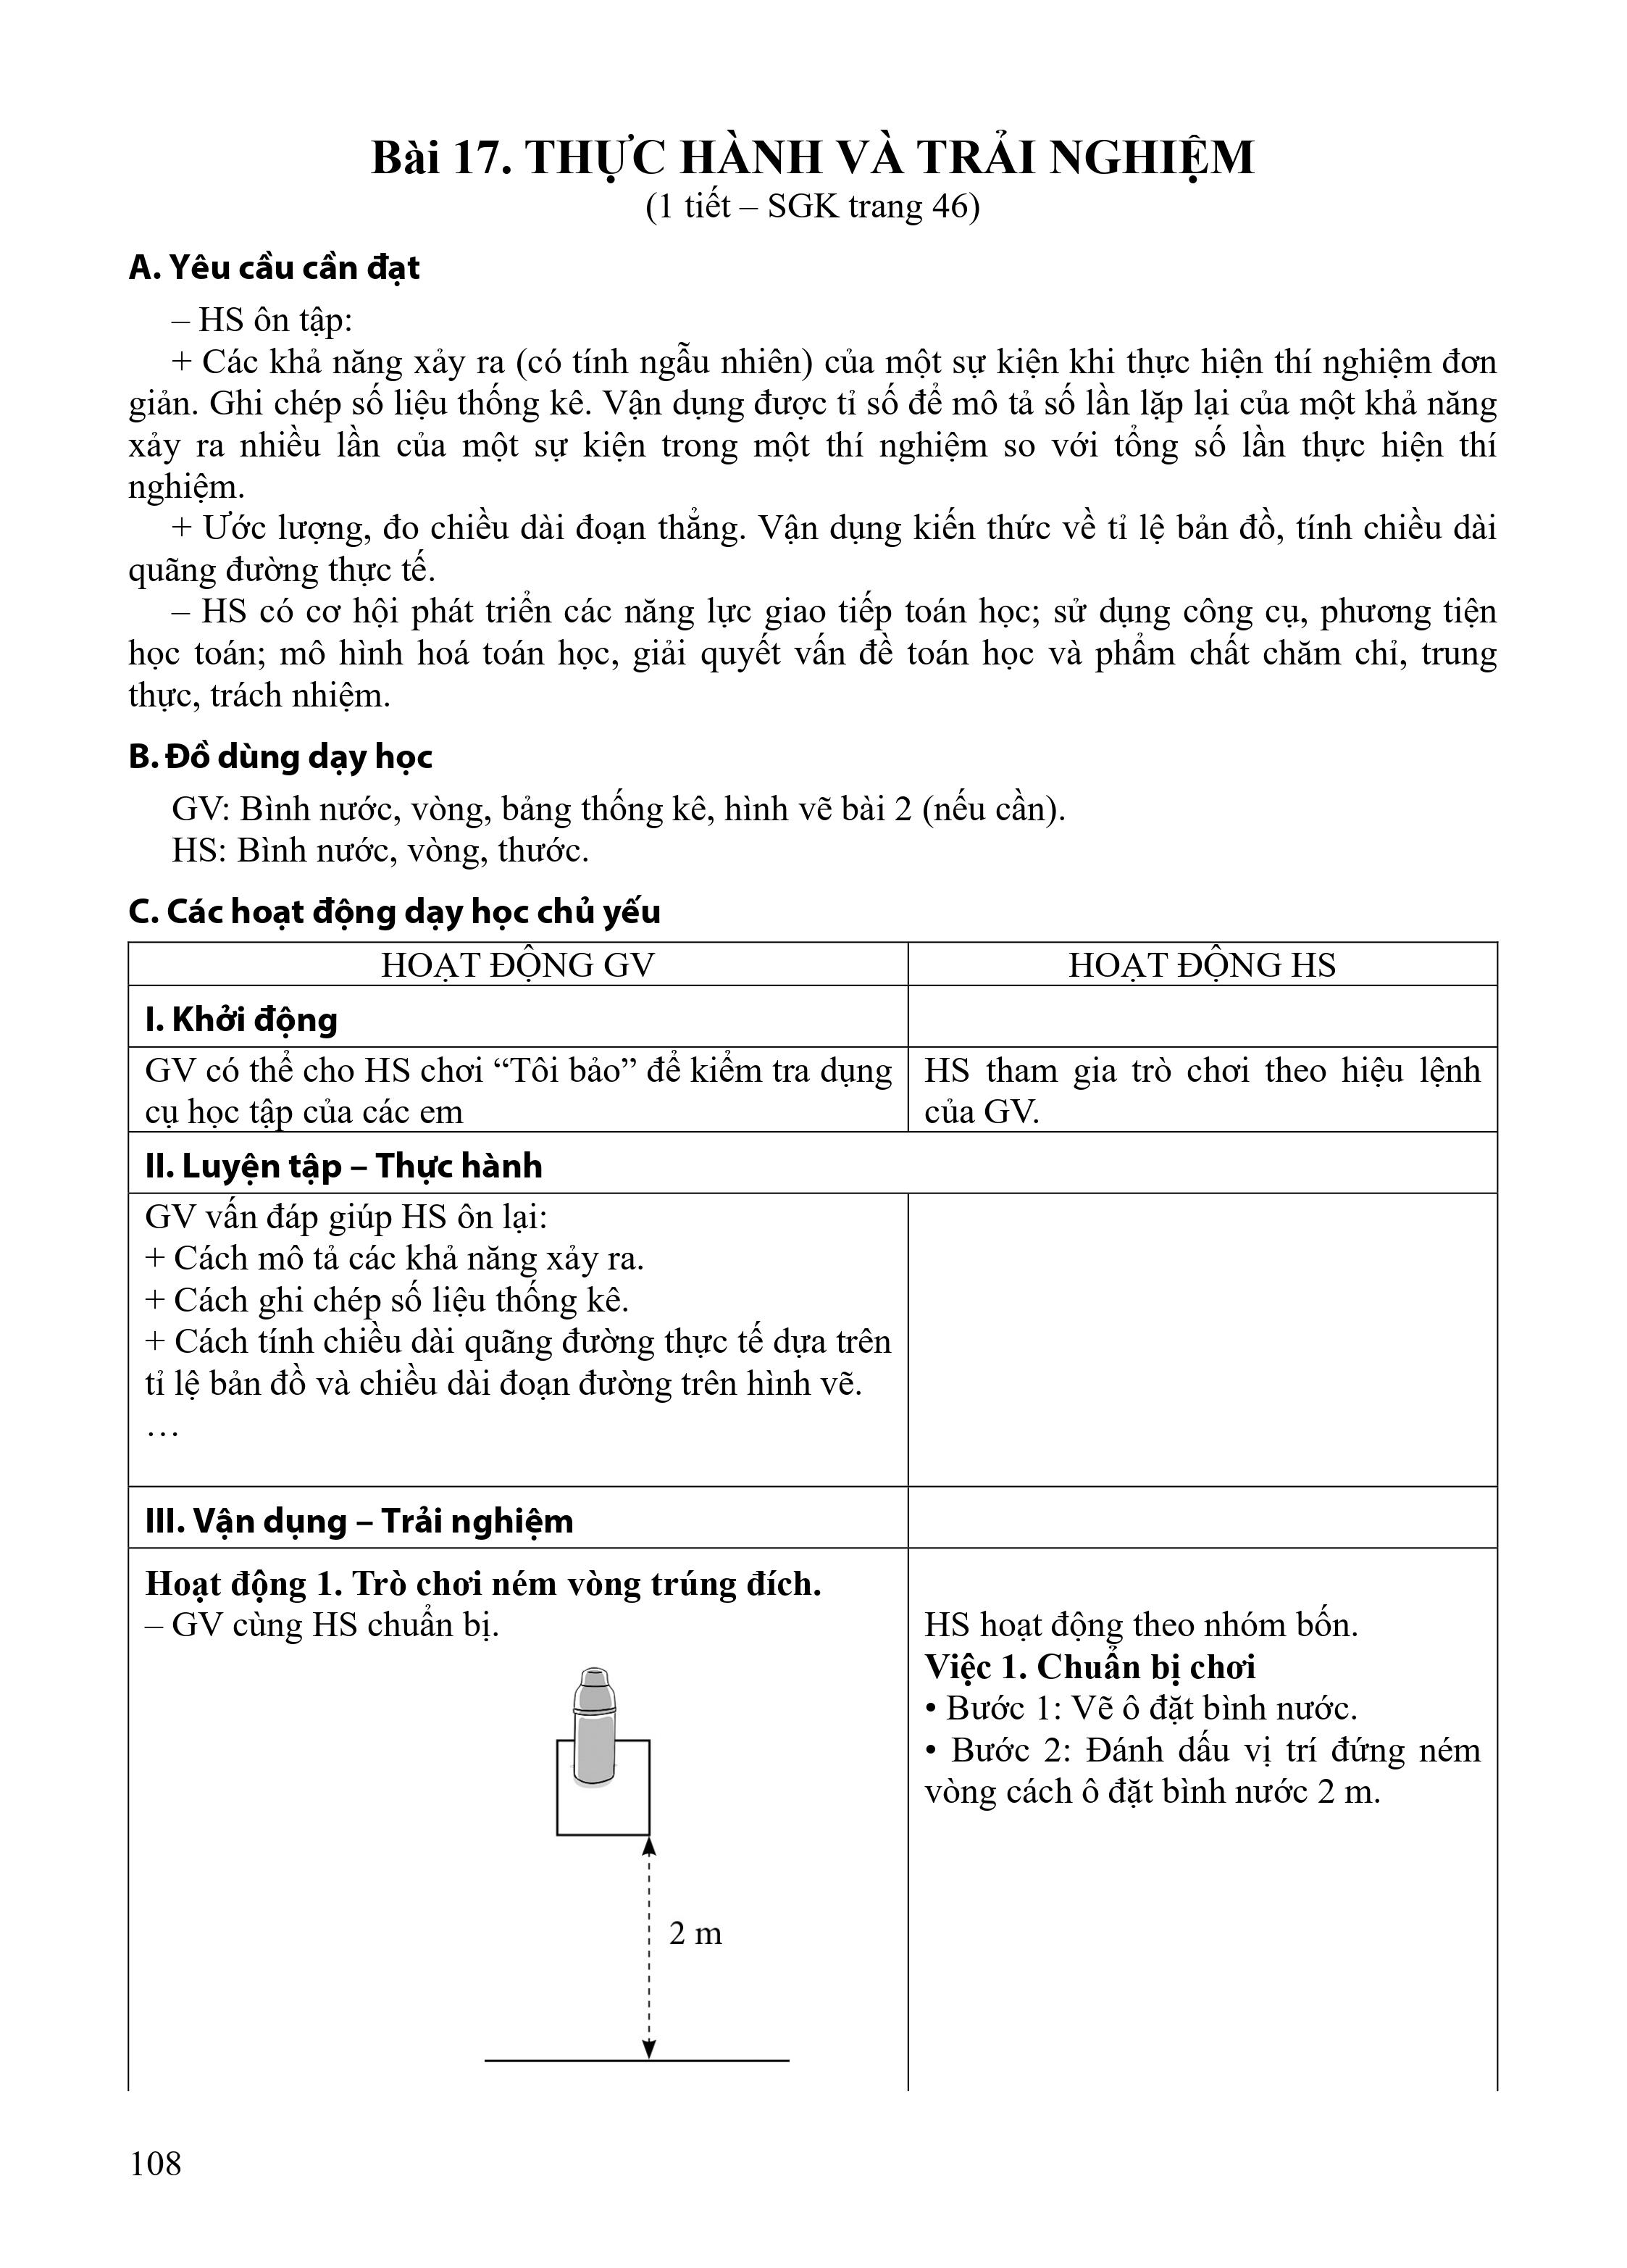 Bài 17. THỰC HÀNH VÀ TRẢI NGHIỆM
(1 tiết – SGK trang 46)
A. Yêu cầu cần đạt
– HS ôn tập:
+ Các khả năng xảy ra (có tính ngẫu nhiên) của một sự kiện khi thực hiện thí nghiệm đơn
giản. Ghi chép số liệu thống kê. Vận dụng được tỉ số để mô tả số lần lặp lại của một khả năng
xảy ra nhiều lần của một sự kiện trong một thí nghiệm so với tổng số lần thực hiện thí
nghiệm.
+ Ước lượng, đo chiều dài đoạn thẳng. Vận dụng kiến thức về tỉ lệ bản đồ, tính chiều dài
quãng đường thực tế.
– HS có cơ hội phát triển các năng lực giao tiếp toán học; sử dụng công cụ, phương tiện
học toán; mô hình hoá toán học, giải quyết vấn đề toán học và phẩm chất chăm chỉ, trung
thực, trách nhiệm.
B. Đồ dùng dạy học
GV: Bình nước, vòng, bảng thống kê, hình vẽ bài 2 (nếu cần).
HS: Bình nước, vòng, thước.
C. Các hoạt động dạy học chủ yếu
HOẠT ĐỘNG GV
HOẠT ĐỘNG HS
I. Khởi động
GV có thể cho HS chơi “Tôi bảo” để kiểm tra dụng
cụ học tập của các em
HS tham gia trò chơi theo hiệu lệnh
của GV.
II. Luyện tập – Thực hành
GV vấn đáp giúp HS ôn lại:
+ Cách mô tả các khả năng xảy ra.
+ Cách ghi chép số liệu thống kê.
+ Cách tính chiều dài quãng đường thực tế dựa trên
tỉ lệ bản đồ và chiều dài đoạn đường trên hình vẽ.
…
III. Vận dụng – Trải nghiệm
Hoạt động 1. Trò chơi ném vòng trúng đích.
– GV cùng HS chuẩn bị.
2 m
HS hoạt động theo nhóm bốn.
Việc 1. Chuẩn bị chơi
• Bước 1: Vẽ ô đặt bình nước.
• Bước 2: Đánh dấu vị trí đứng ném
vòng cách ô đặt bình nước 2 m.
108